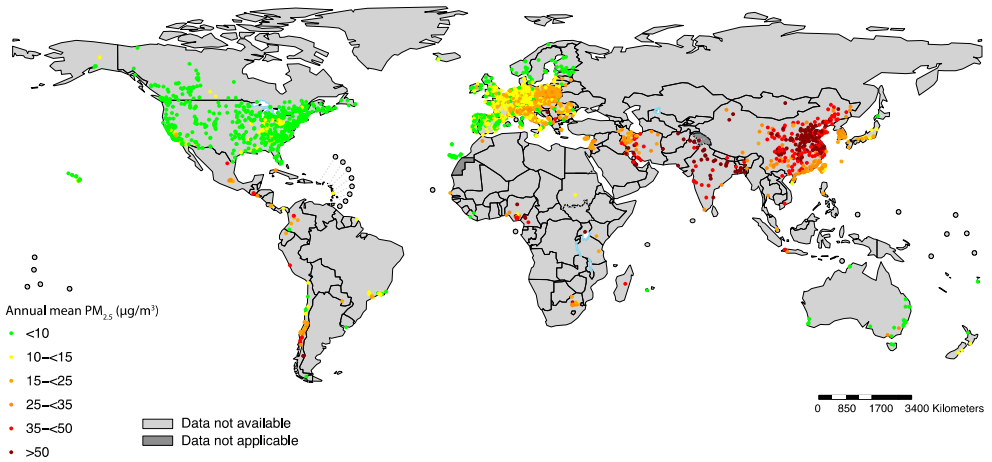 Annual mean PM2.5 (µg/m³)
<10
10–<15
15–<25
25–<35
35–<50
>50
Data not available
Data not applicable
0 850 1700 3400 Kilometers